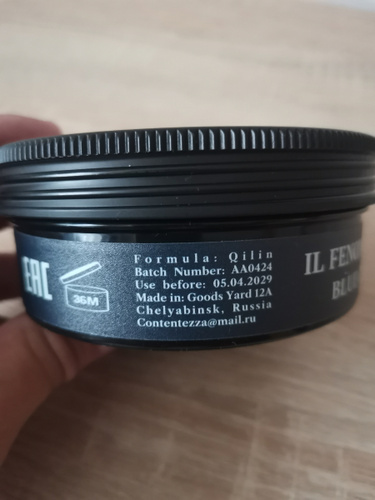 EAC
36M
Formula: Qilin
Batch Number: AA0424
Use before: 05.04.2029
Made in: Goods Yard 12A
Chelyabinsk, Russia
Contentezza@mail.ru
IL